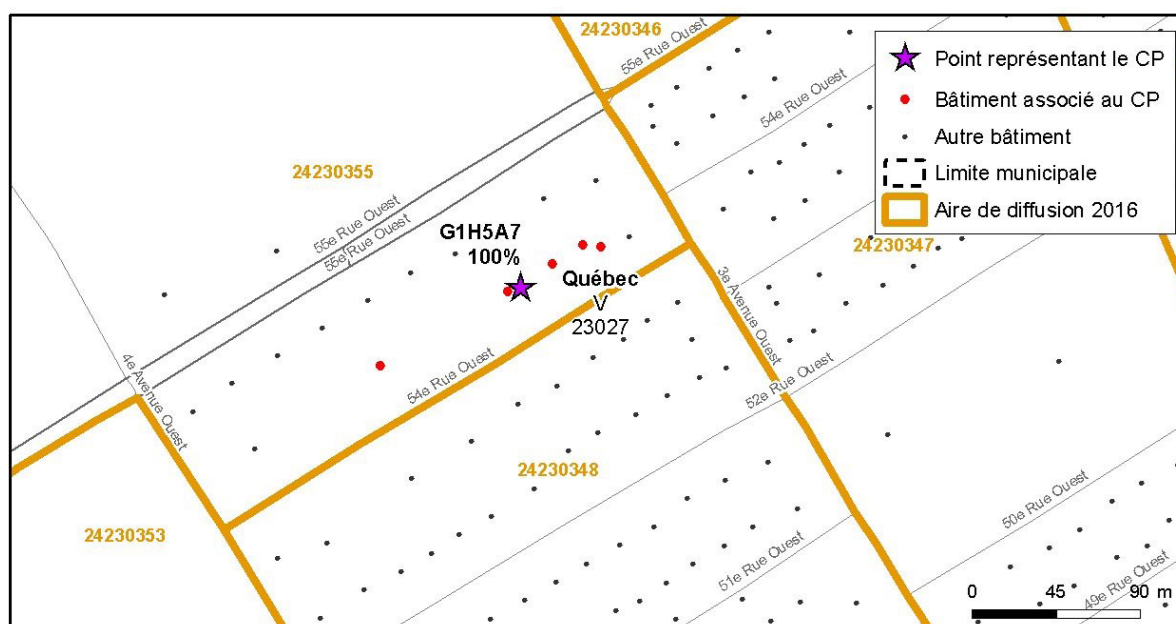 24230346
55e Rue Ouest
54e Rue Ouest
Point représentant le CP
Bâtiment associé au CP
Autre bâtiment
Limite municipale
Aire de diffusion 2016
24230355
55e Rue Ouest
55e Rue Ouest
G1H5A7
100%
Québec
V
23027
24230347
3e Avenue Ouest
4e Avenue Ouest
54e Rue Ouest
52e Rue Ouest
24230348
24230353
50e Rue Ouest
51e Rue Ouest
49e Rue Ouest
0 45 90 m